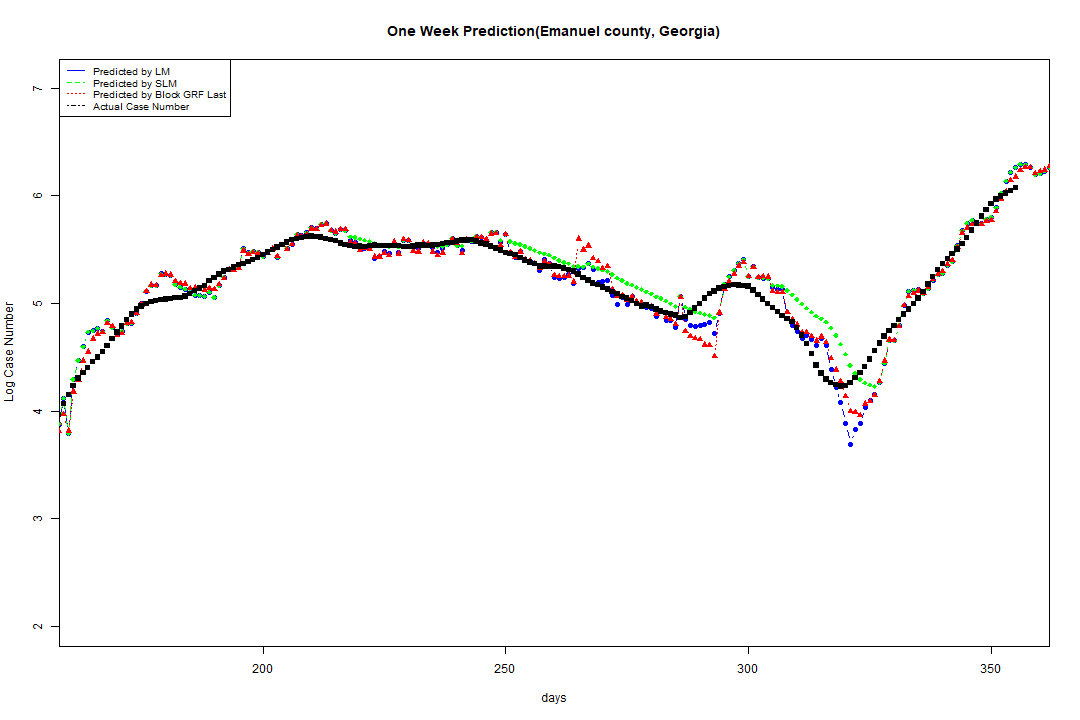 One Week Prediction(Emanuel county, Georgia)
Predicted by LM
Predicted by SLM
Predicted by Block GRF Last
Actual Case Number
7
6
5
4
3
2
Log Case Number
200 250 300 350
days